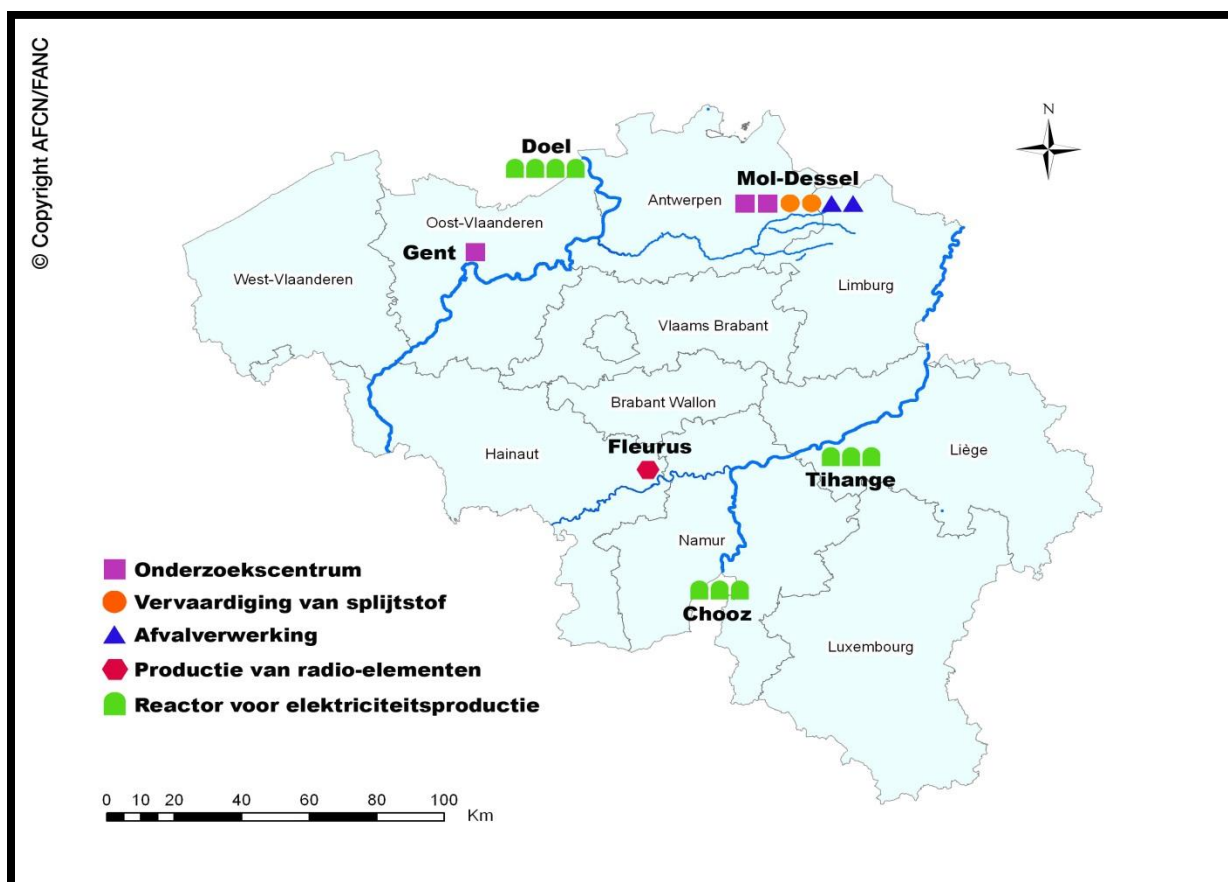 © Copyright AFCN/FANC
N
Doel
Mol-Dessel
Antwerpen
Oost-Vlaanderen
Gent
West-Vlaanderen
Limburg
Vlaams Brabant
Brabant Wallon
Fleurus
Hainaut
Liège
Tihange
Namur
Chooz
Luxembourg
Onderzoekscentrum
Vervaardiging van splijtstof
Afvalverwerking
Productie van radio-elementen
Reactor voor elektriciteitsproductie
0 10 20 40 60 80 100
Km